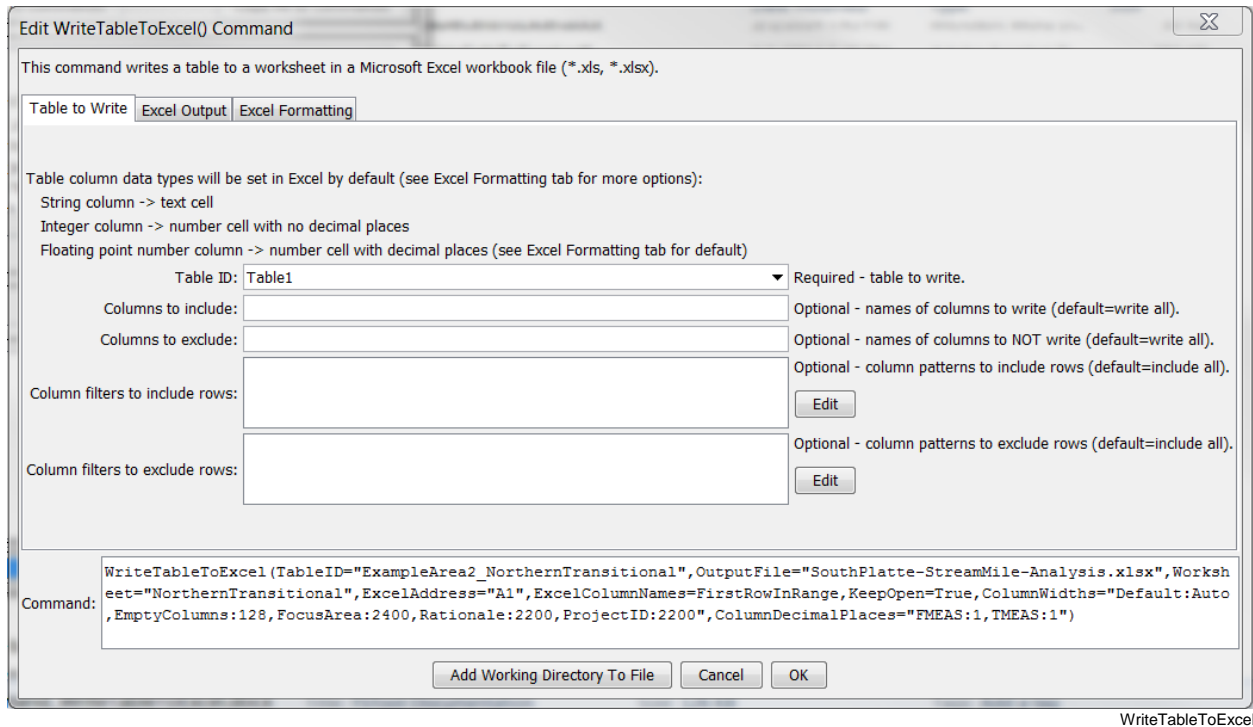 Edit WriteTableToExcel() Command
This command writes a table to a worksheet in a Microsoft Excel workbook file (*.xls, *.xlsx).
Table to Write Excel Output Excel Formatting
Table column data types will be set in Excel by default (see Excel Formatting tab for more options):
String column -> text cell
Integer column -> number cell with no decimal places
Floating point number column -> number cell with decimal places (see Excel Formatting tab for default)
Table ID: Table1 Required - table to write.
Columns to include: Optional - names of columns to write (default=write all).
Columns to exclude: Optional - names of columns to NOT write (default=write all).
Optional - column patterns to include rows (default=include all).
Column filters to include rows:
Edit
Optional - column patterns to exclude rows (default=include all).
Column filters to exclude rows:
Edit
WriteTableToExcel(TableID="ExampleArea2_NorthernTransitional",OutputFile="SouthPlatte-StreamMile-Analysis.xlsx",Worksh
Command: eet="NorthernTransitional",ExcelAddress="A1",ExcelColumnNames=FirstRowInRange,KeepOpen=True,ColumnWidths="Default:Auto
,EmptyColumns:128,FocusArea:2400,Rationale:2200,ProjectID:2200",ColumnDecimalPlaces="FMEAS:1,TMEAS:1")
Add Working Directory To File Cancel OK
WriteTableToExce